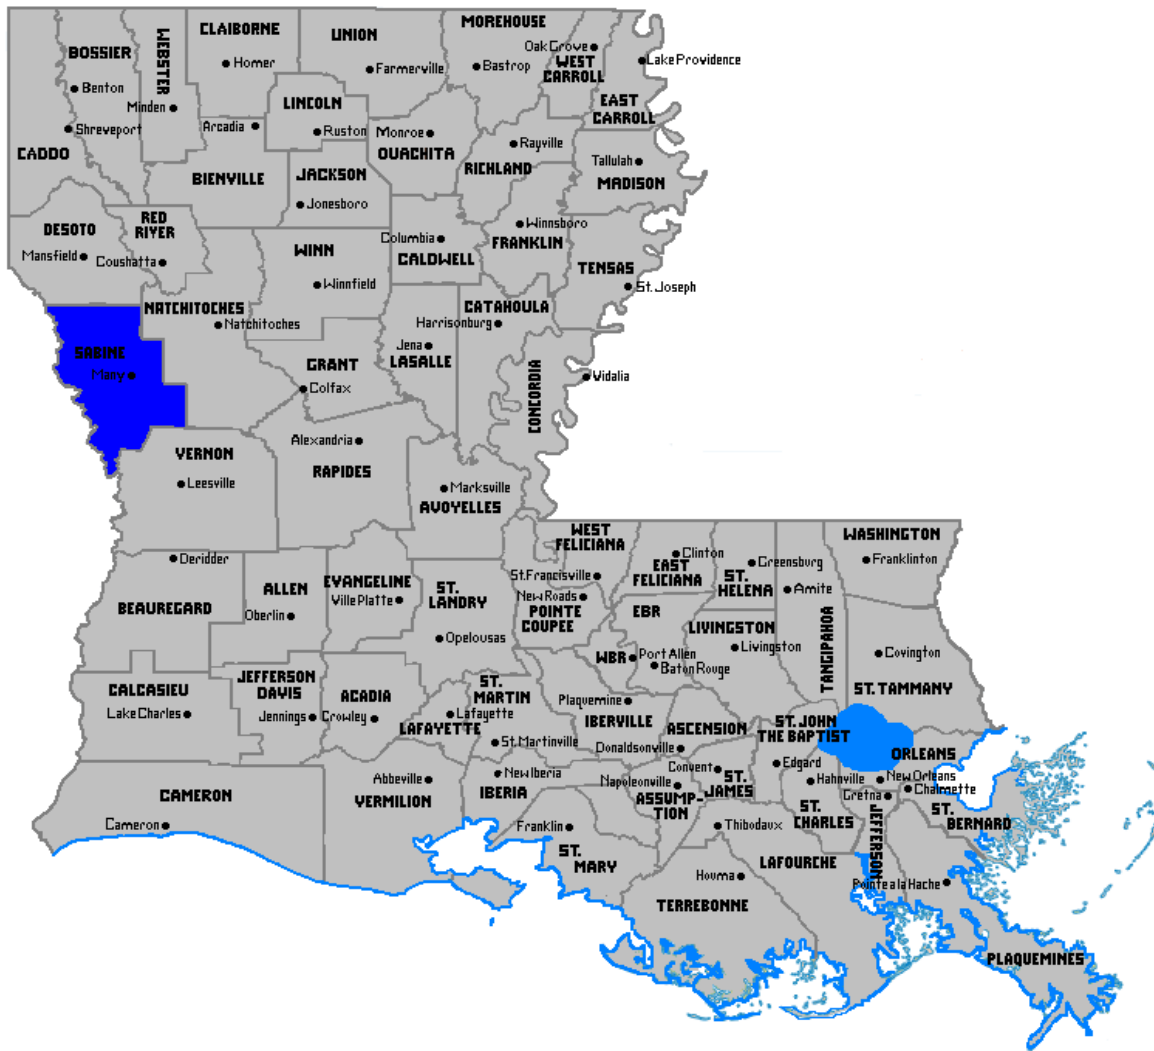 CLAIBORNE
UNION
MOREHOUSE
BOSSIER
WEBSTER
Homer
Farmerville
Bastrop
Oak Grove
WEST
CARROLL
Lake Providence
Benton
Minden
LINCOLN
EAST
CARROLL
Shreveport
Arcadia
Ruston
Monroe
OUACHITA
Rayville
CADDO
RICHLAND
Tallulah
MADISON
BIENVILLE
JACKSON
Jonesboro
DESOTO
RED
RIVER
Mansfield
Coushatta
WINN
Winnfield
Columbia
CALDWELL
Winnsboro
FRANKLIN
TENSAS
St. Joseph
NATCHITOCHES
Natchitoches
CATAHOULA
Harrisonburg
SABINE
Many
GRANT
Colfax
Jena
LASALLE
CONCORDIA
Vidalia
VERNON
Leesville
Alexandria
RAPIDES
Marksville
AVOYELLES
Deridder
BEAUREGARD
ALLEN
Oberlin
EVANGELINE
Ville Platte
ST.
LANDRY
Opelousas
WEST
FELICIANA
St. Francisville
New Roads
POINTE
COUPEE
Clinton
EAST
FELICIANA
Greensburg
ST.
HELENA
WASHINGTON
Franklinton
Amite
EBR
LIVINGSTON
Livingston
TANGIPAHOA
Covington
ST. TAMMANY
WBR
Port Allen
Baton Rouge
CALCASIEU
Lake Charles
JEFFERSON
DAVIS
Jennings
ACADIA
Crowley
LAFAYETTE
Lafayette
ST.
MARTIN
St. Martinville
Plaquemine
IBERVILLE
ASCENSION
Donaldsonville
ST. JOHN
THE BAPTIST
Edgard
ORLEANS
New Orleans
Chalmette
CAMERON
Cameron
Abbeville
VERMILION
New Iberia
IBERIA
Napoleonville
ASSUMP-
TION
Convent
ST.
JAMES
Hahnville
ST.
CHARLES
Gretna
JEFFERSON
ST.
BERNARD
Franklin
ST.
MARY
Thibodaux
LAFOURCHE
Houma
TERREBONNE
Pointe a la Hache
PLAQUEMINES